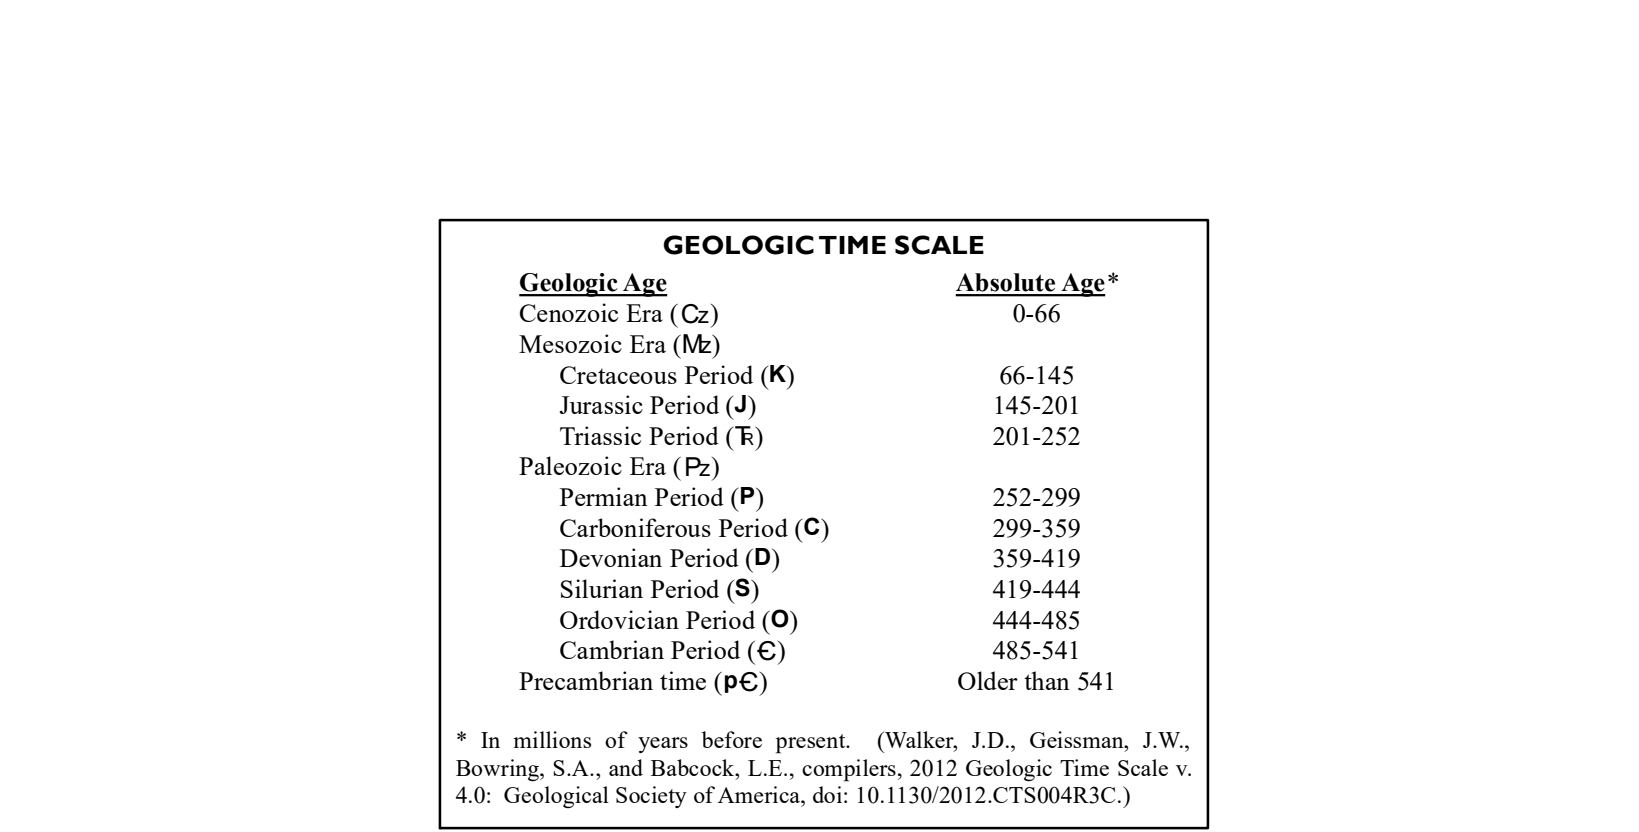 GEOLOGIC TIME SCALE
Geologic Age Absolute Age*
Cenozoic Era (Cz) 0-66
Mesozoic Era (Mz)
Cretaceous Period (K) 66-145
Jurassic Period (J) 145-201
Triassic Period (TR) 201-252
Paleozoic Era (Pz)
Permian Period (P) 252-299
Carboniferous Period (C) 299-359
Devonian Period (D) 359-419
Silurian Period (S) 419-444
Ordovician Period (O) 444-485
Cambrian Period (Є) 485-541
Precambrian time (pЄ) Older than 541
* In millions of years before present. (Walker, J.D., Geissman, J.W.,
Bowring, S.A., and Babcock, L.E., compilers, 2012 Geologic Time Scale v.
4.0: Geological Society of America, doi: 10.1130/2012.CTS004R3C.)